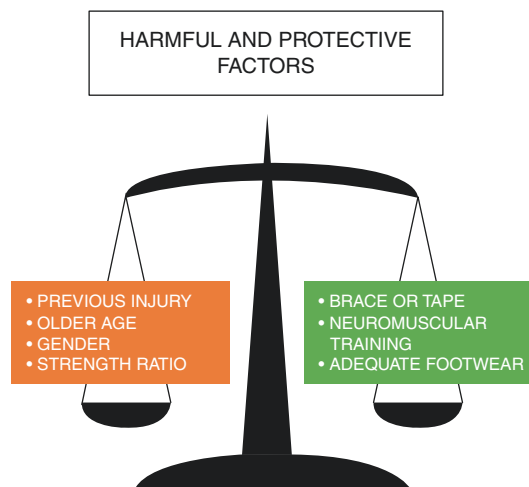 HARMFUL AND PROTECTIVE
FACTORS
• PREVIOUS INJURY
• OLDER AGE
• GENDER
• STRENGTH RATIO
• BRACE OR TAPE
• NEUROMUSCULAR
TRAINING
• ADEQUATE FOOTWEAR